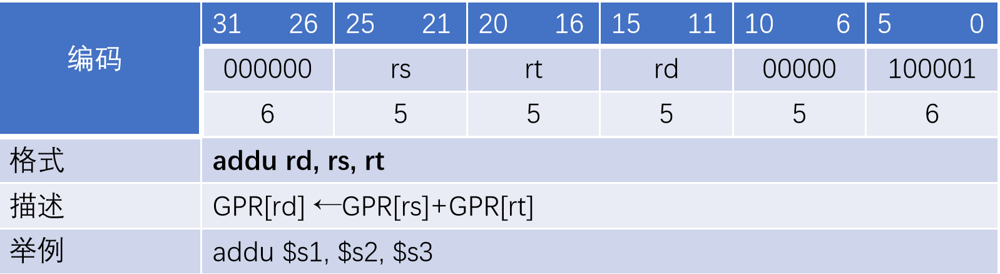 编码 31 26 25 21 20 16 15 11 10 6 5 0
000000 rs rt rd 00000 100001
6 5 5 5 5 6
格式 addu rd, rs, rt
描述 GPR[rd] ←GPR[rs]+GPR[rt]
举例 addu $s1, $s2, $s3